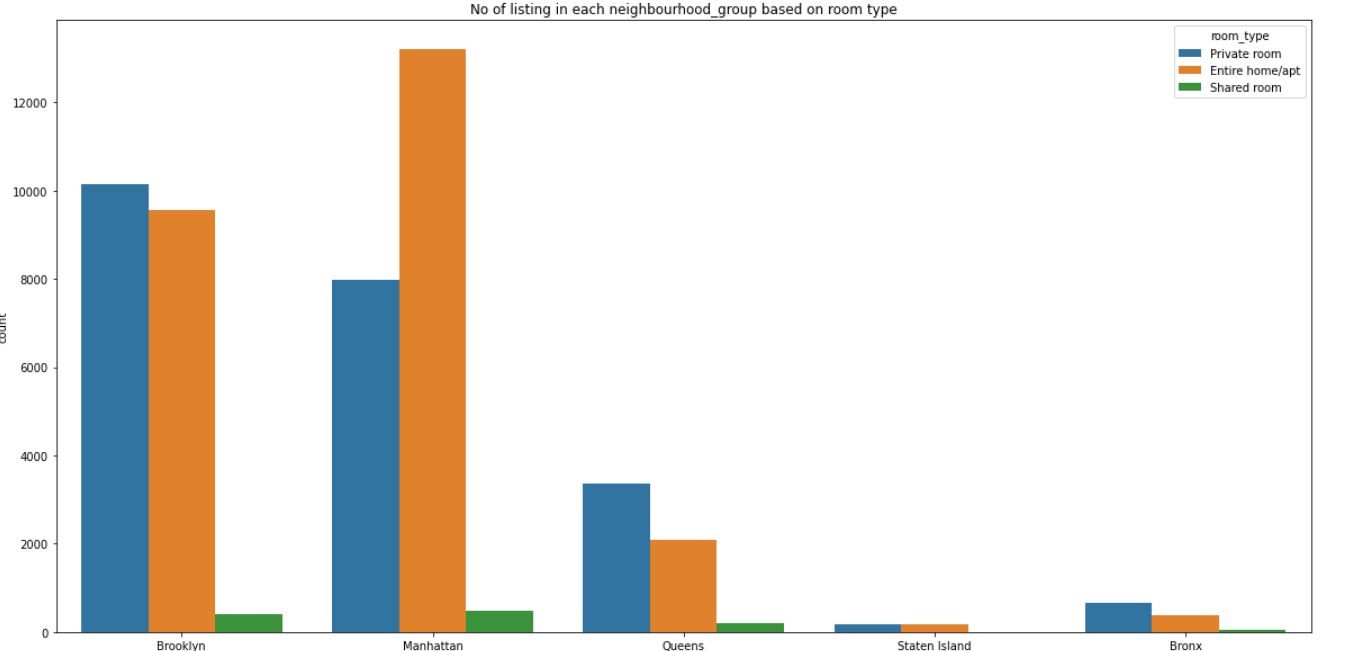 No of listing in each neighbourhood_group based on room type
room_type
Private room
Entire home/apt
Shared room
12000
10000
8000
6000
4000
2000
0
count
Brooklyn
Manhattan
Queens
Staten Island
Bronx